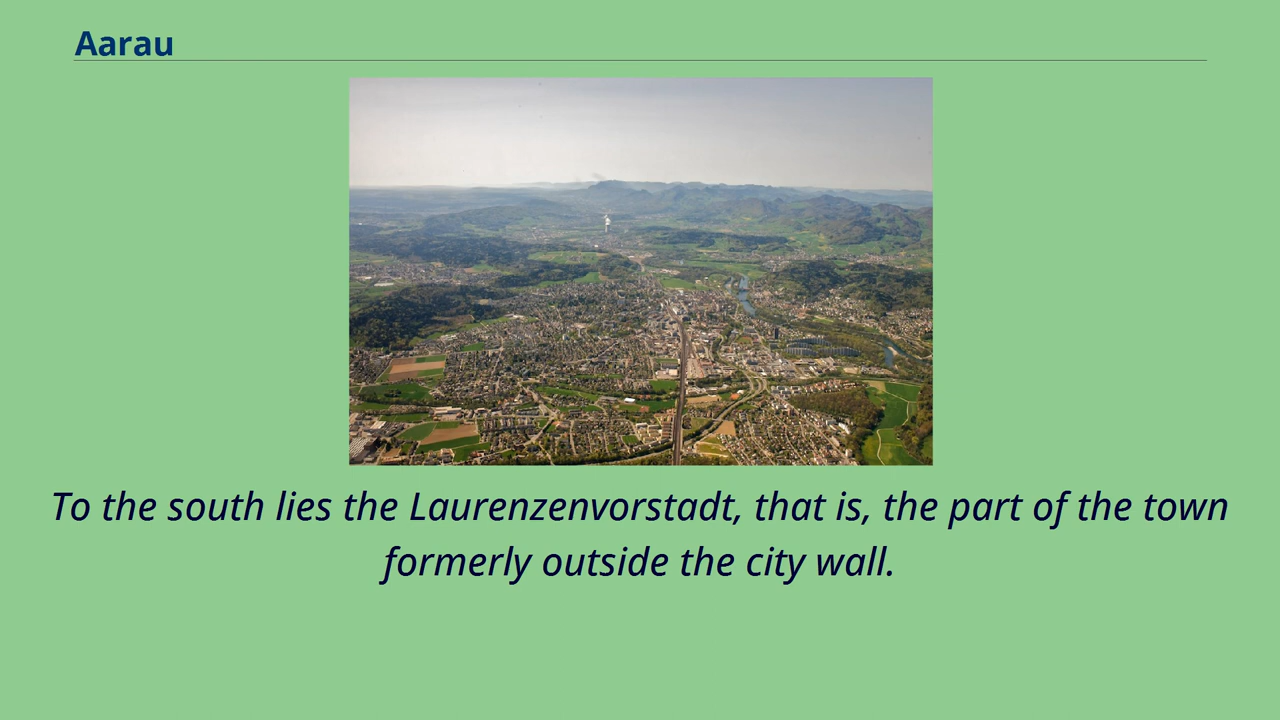 Aarau
To the south lies the Laurenzenvorstadt, that is, the part of the town
formerly outside the city wall.